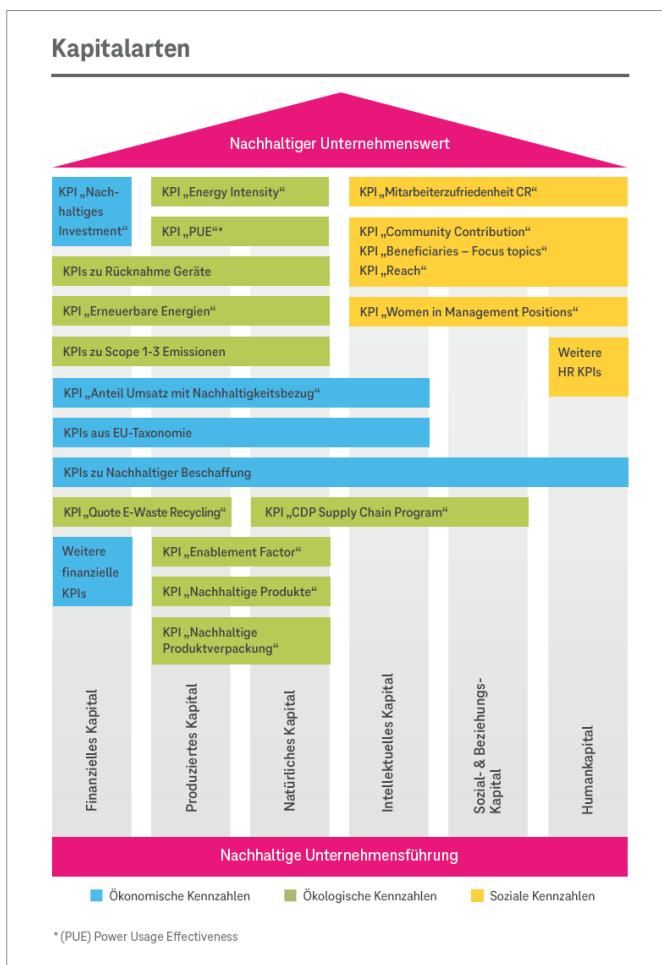 Kapitalarten
Nachhaltiger Unternehmenswert
KPI „Nach-
haltiges
Investment“
KPI „Energy Intensity“
KPI „Mitarbeiterzufriedenheit CR“
KPI „PUE“*
KPI „Community Contribution“
KPI „Beneficiaries – Focus topics“
KPI „Reach“
KPIs zu Rücknahme Geräte
KPI „Erneuerbare Energien“
KPI „Women in Management Positions“
KPIs zu Scope 1-3 Emissionen
Weitere
HR KPIs
KPI „Anteil Umsatz mit Nachhaltigkeitsbezug“
KPIs aus EU-Taxonomie
KPIs zu Nachhaltiger Beschaffung
KPI „Quote E-Waste Recycling“
KPI „CDP Supply Chain Program“
Weitere
finanzielle
KPIs
KPI „Enablement Factor“
KPI „Nachhaltige Produkte“
KPI „Nachhaltige
Produktverpackung“
Finanzielles Kapital
Produziertes Kapital
Natürliches Kapital
Intellektuelles Kapital
Sozial- & Beziehungs-
Kapital
Humankapital
Nachhaltige Unternehmensführung
Ökonomische Kennzahlen
Ökologische Kennzahlen
Soziale Kennzahlen
* (PUE) Power Usage Effectiveness